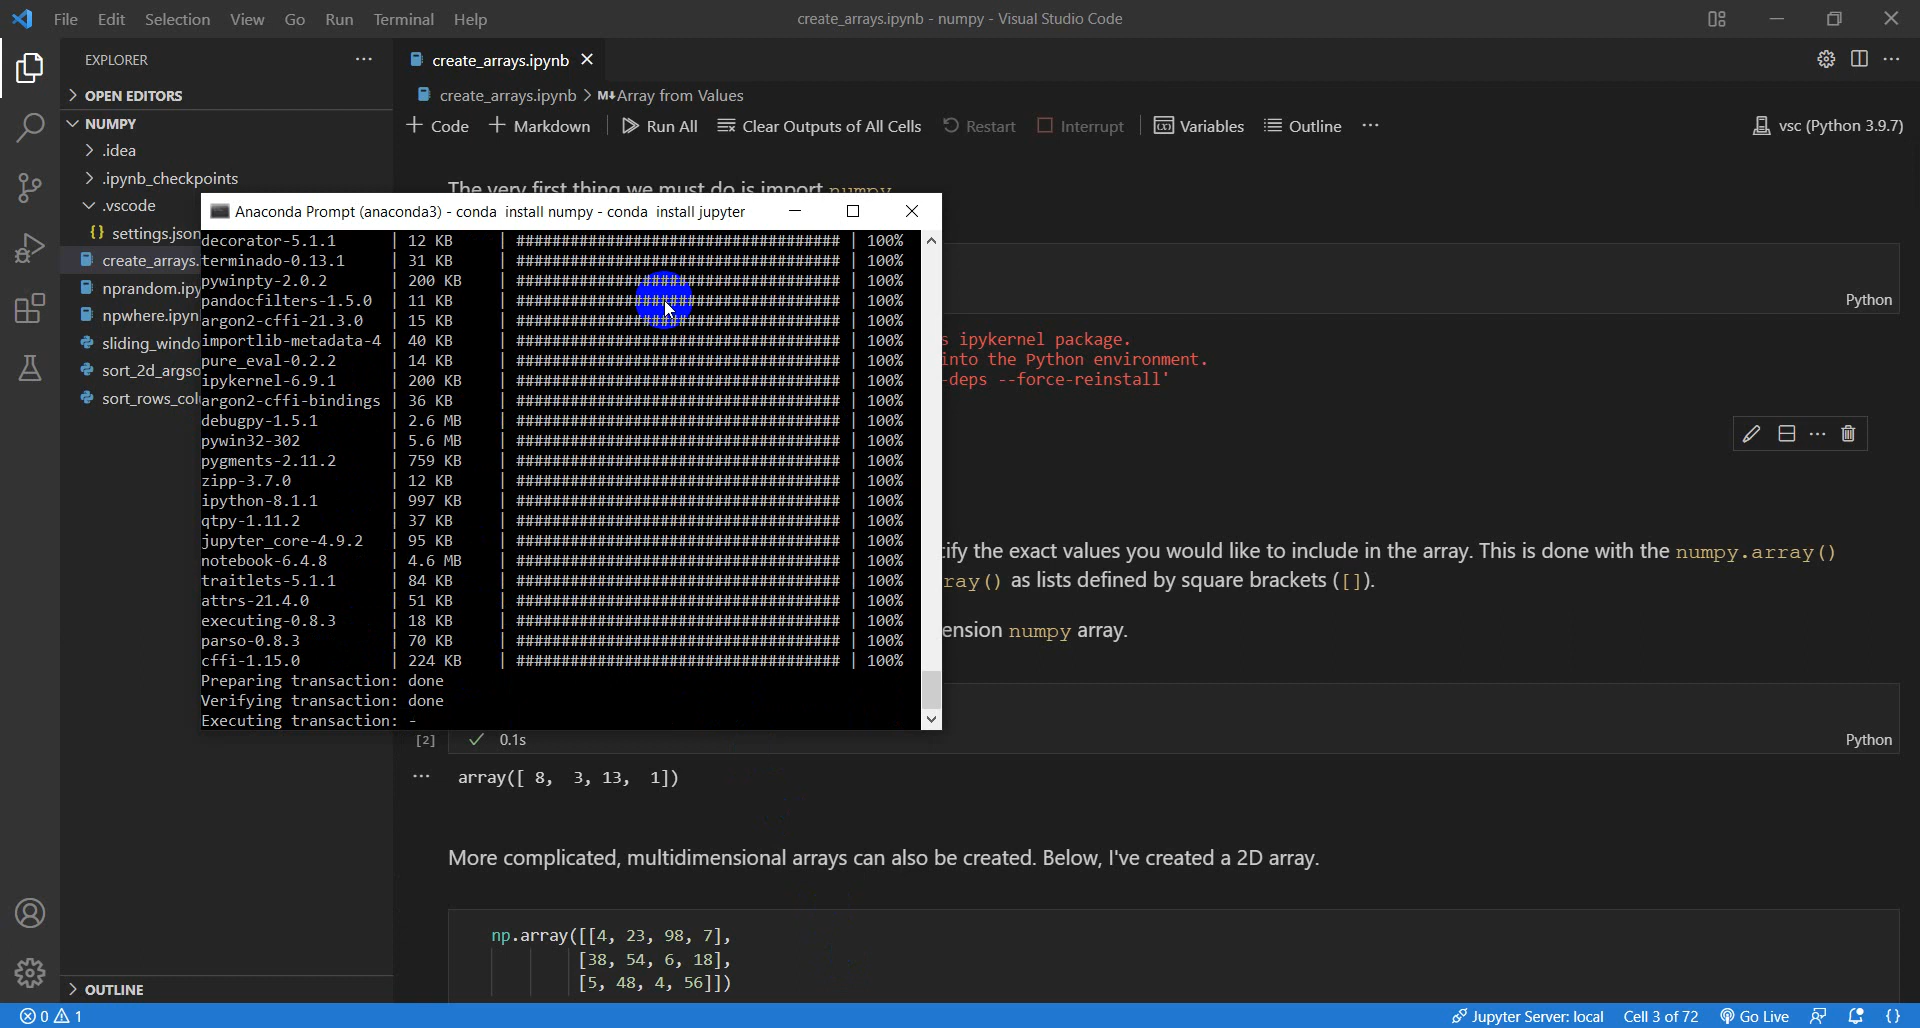 File Edit Selection View Go Run Terminal Help
create_arrays.ipynb - numpy - Visual Studio Code
EXPLORER
OPEN EDITORS
NUMPY
.idea
.ipynb_checkpoints
.vscode
{} settings.json
create_arrays.
nprandom.ipy
npwhere.ipyn
sliding_windo
sort_2d_argso
sort_rows_col
OUTLINE
create_arrays.ipynb
create_arrays.ipynb > M↓Array from Values
+ Code + Markdown Run All Clear Outputs of All Cells Restart Interrupt Variables Outline ...
vsc (Python 3.9.7)
The very first thing we must do is import numpy
Anaconda Prompt (anaconda3) - conda install numpy - conda install jupyter
decorator-5.1.1 | 12 KB | #################################### | 100%
terminado-0.13.1 | 31 KB | #################################### | 100%
pywinpty-2.0.2 | 200 KB | #################################### | 100%
pandocfilters-1.5.0 | 11 KB | #################################### | 100%
argon2-cffi-21.3.0 | 15 KB | #################################### | 100%
importlib-metadata-4 | 40 KB | #################################### | 100%
pure_eval-0.2.2 | 14 KB | #################################### | 100%
ipykernel-6.9.1 | 200 KB | #################################### | 100%
argon2-cffi-bindings | 36 KB | #################################### | 100%
debugpy-1.5.1 | 2.6 MB | #################################### | 100%
pywin32-302 | 5.6 MB | #################################### | 100%
pygments-2.11.2 | 759 KB | #################################### | 100%
zipp-3.7.0 | 12 KB | #################################### | 100%
ipython-8.1.1 | 997 KB | #################################### | 100%
qtpy-1.11.2 | 37 KB | #################################### | 100%
jupyter_core-4.9.2 | 95 KB | #################################### | 100%
notebook-6.4.8 | 4.6 MB | #################################### | 100%
traitlets-5.1.1 | 84 KB | #################################### | 100%
attrs-21.4.0 | 51 KB | #################################### | 100%
executing-0.8.3 | 18 KB | #################################### | 100%
parso-0.8.3 | 70 KB | #################################### | 100%
cffi-1.15.0 | 224 KB | #################################### | 100%
Preparing transaction: done
Verifying transaction: done
Executing transaction: -
Python
s ipykernel package.
into the Python environment.
-deps --force-reinstall'
ify the exact values you would like to include in the array. This is done with the numpy.array()
ray() as lists defined by square brackets ([]).
ension numpy array.
[2] ✓ 0.1s
Python
... array([ 8, 3, 13, 1])
More complicated, multidimensional arrays can also be created. Below, I've created a 2D array.
np.array([[4, 23, 98, 7],
[38, 54, 6, 18],
[5, 48, 4, 56]])
0 1
Jupyter Server: local Cell 3 of 72 Go Live {}